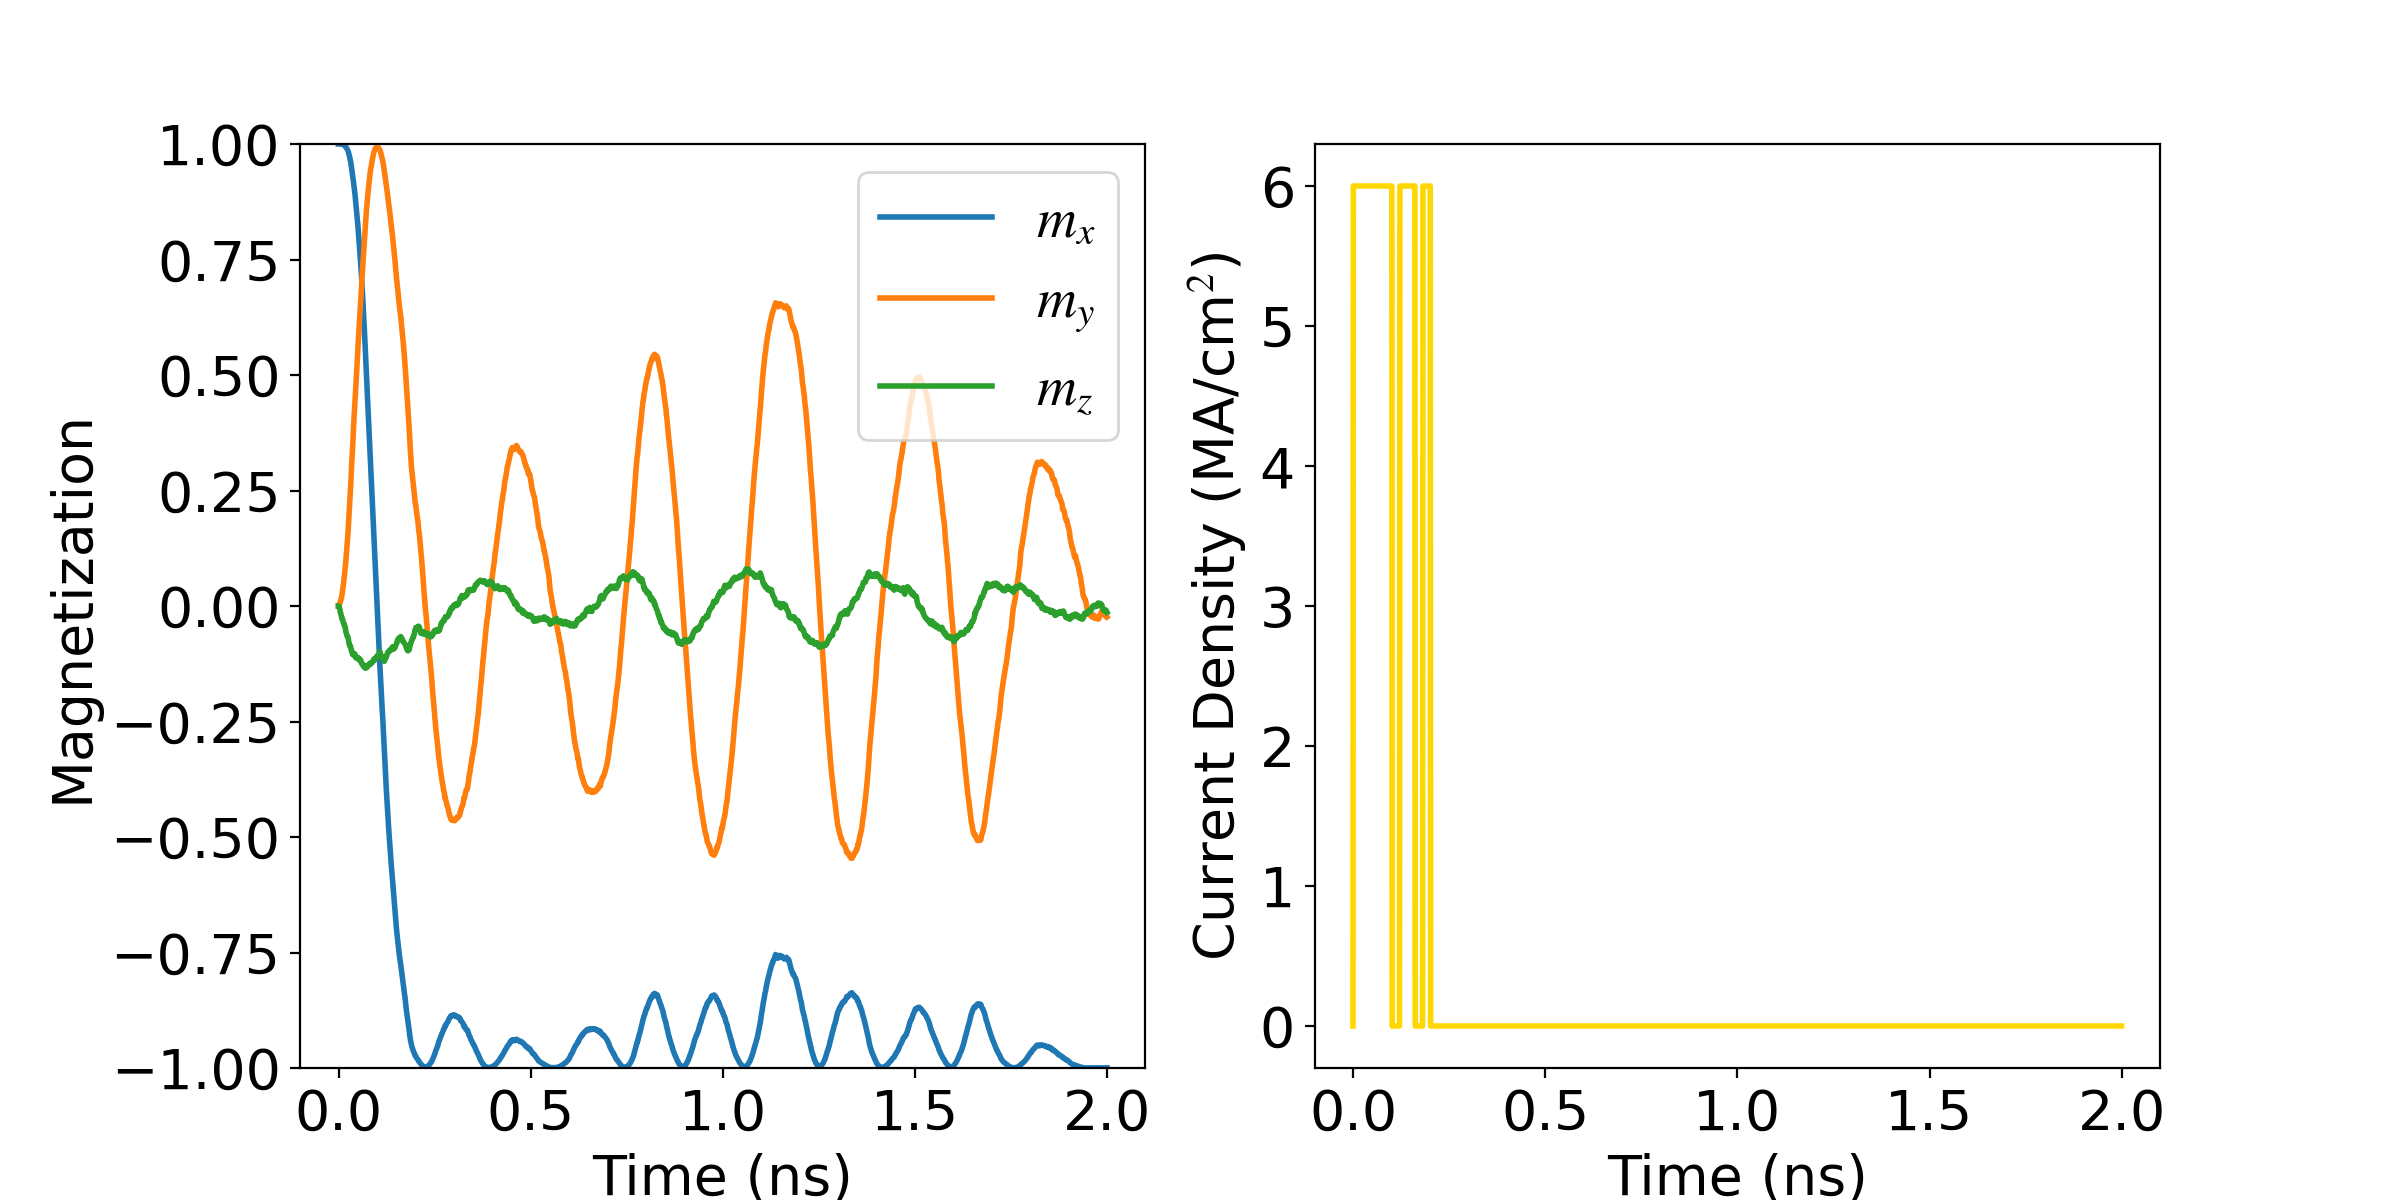 1.00
0.75
0.50
0.25
0.00
−0.25
−0.50
−0.75
−1.00
Magnetization
0.0 0.5 1.0 1.5 2.0
Time (ns)
m_x
m_y
m_z
6
5
4
3
2
1
0
Current Density (MA/cm²)
0.0 0.5 1.0 1.5 2.0
Time (ns)